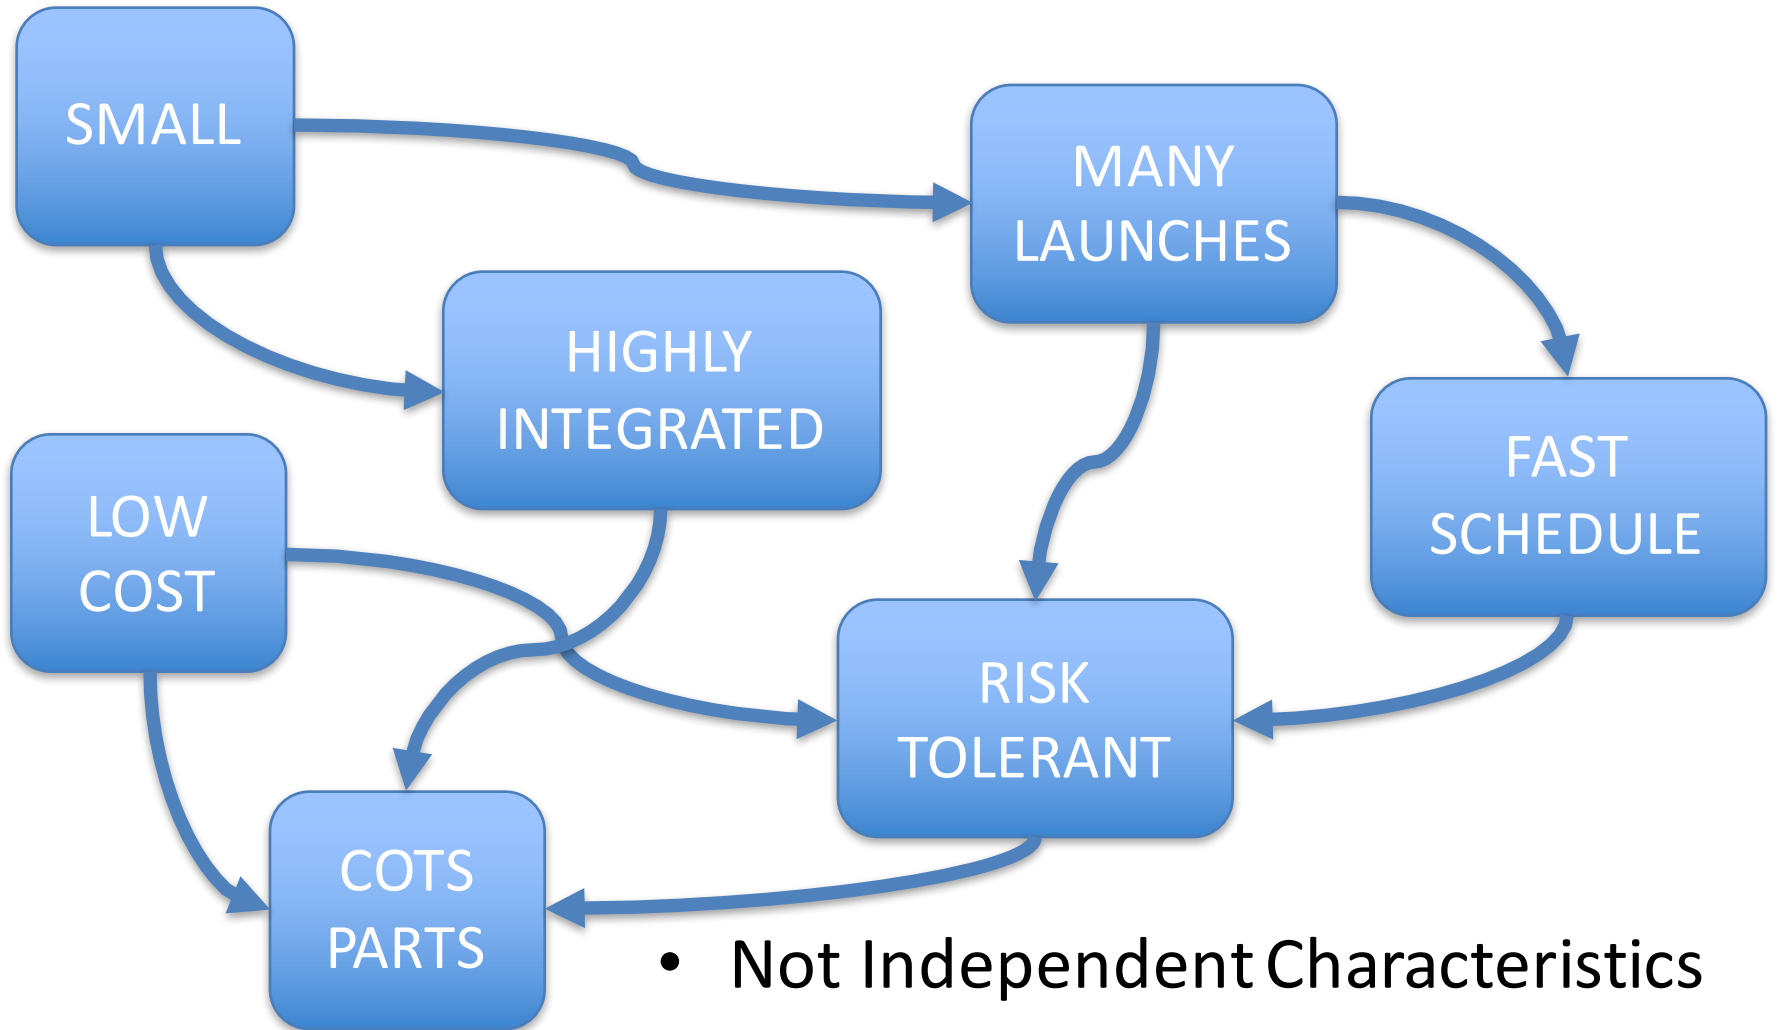 SMALL
MANY
LAUNCHES
HIGHLY
INTEGRATED
FAST
SCHEDULE
LOW
COST
RISK
TOLERANT
COTS
PARTS
• Not Independent Characteristics